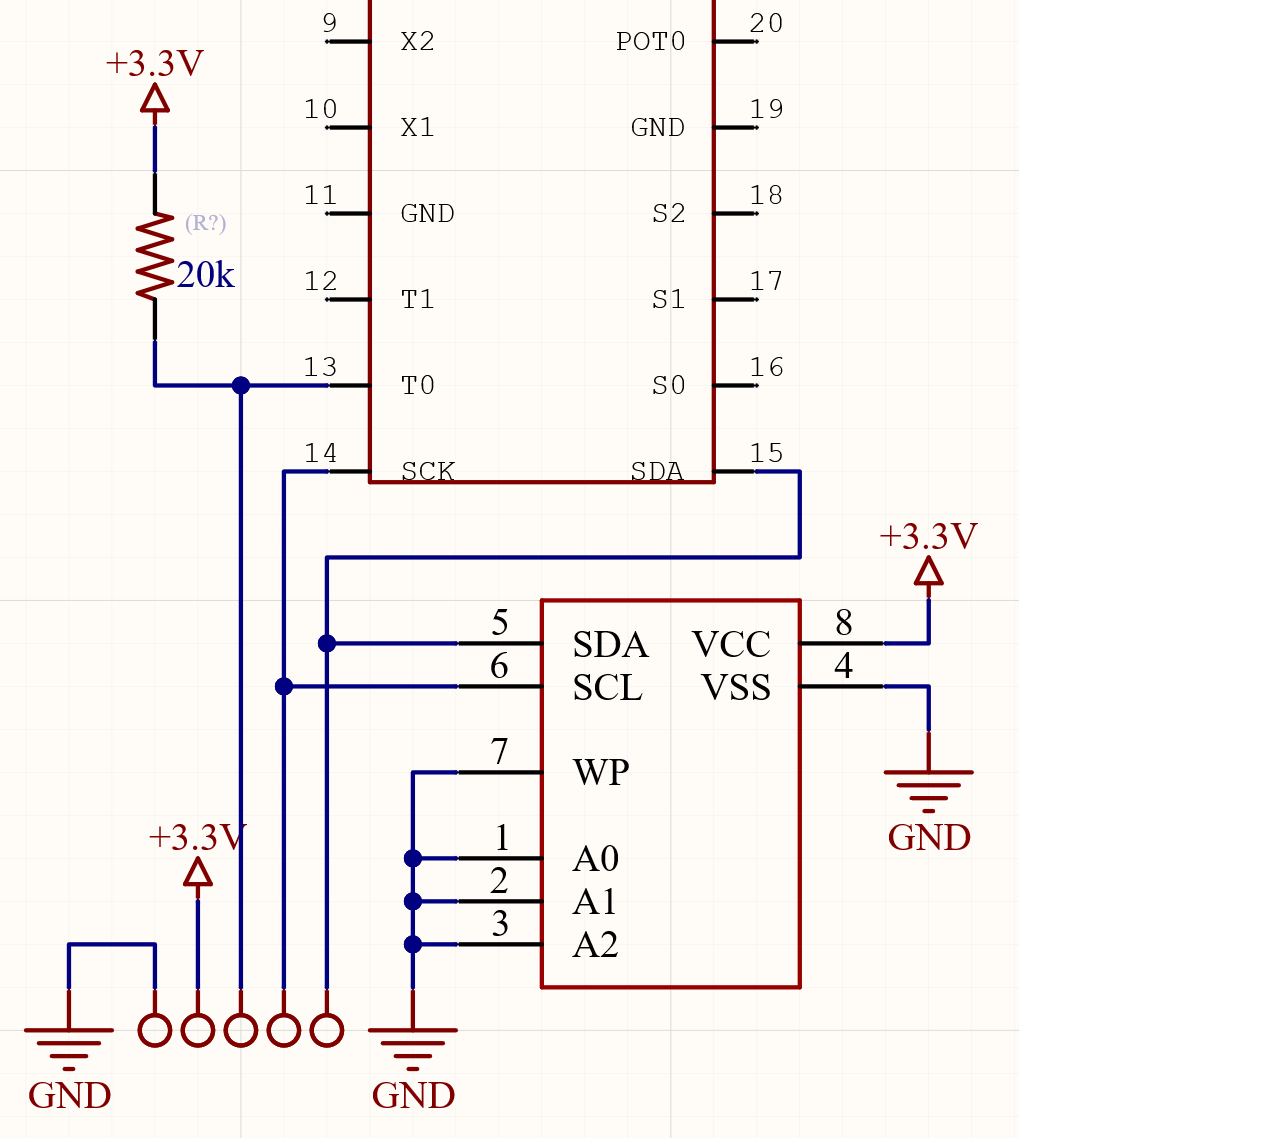 9 X2 POT0 20
+3.3V
10 X1 GND 19
11 GND S2 18
(R?)
20k
12 T1 S1 17
13 T0 S0 16
14 SCK SDA 15
+3.3V
5 SDA VCC 8
6 SCL VSS 4
7 WP
GND
+3.3V
1 A0
2 A1
3 A2
GND
GND